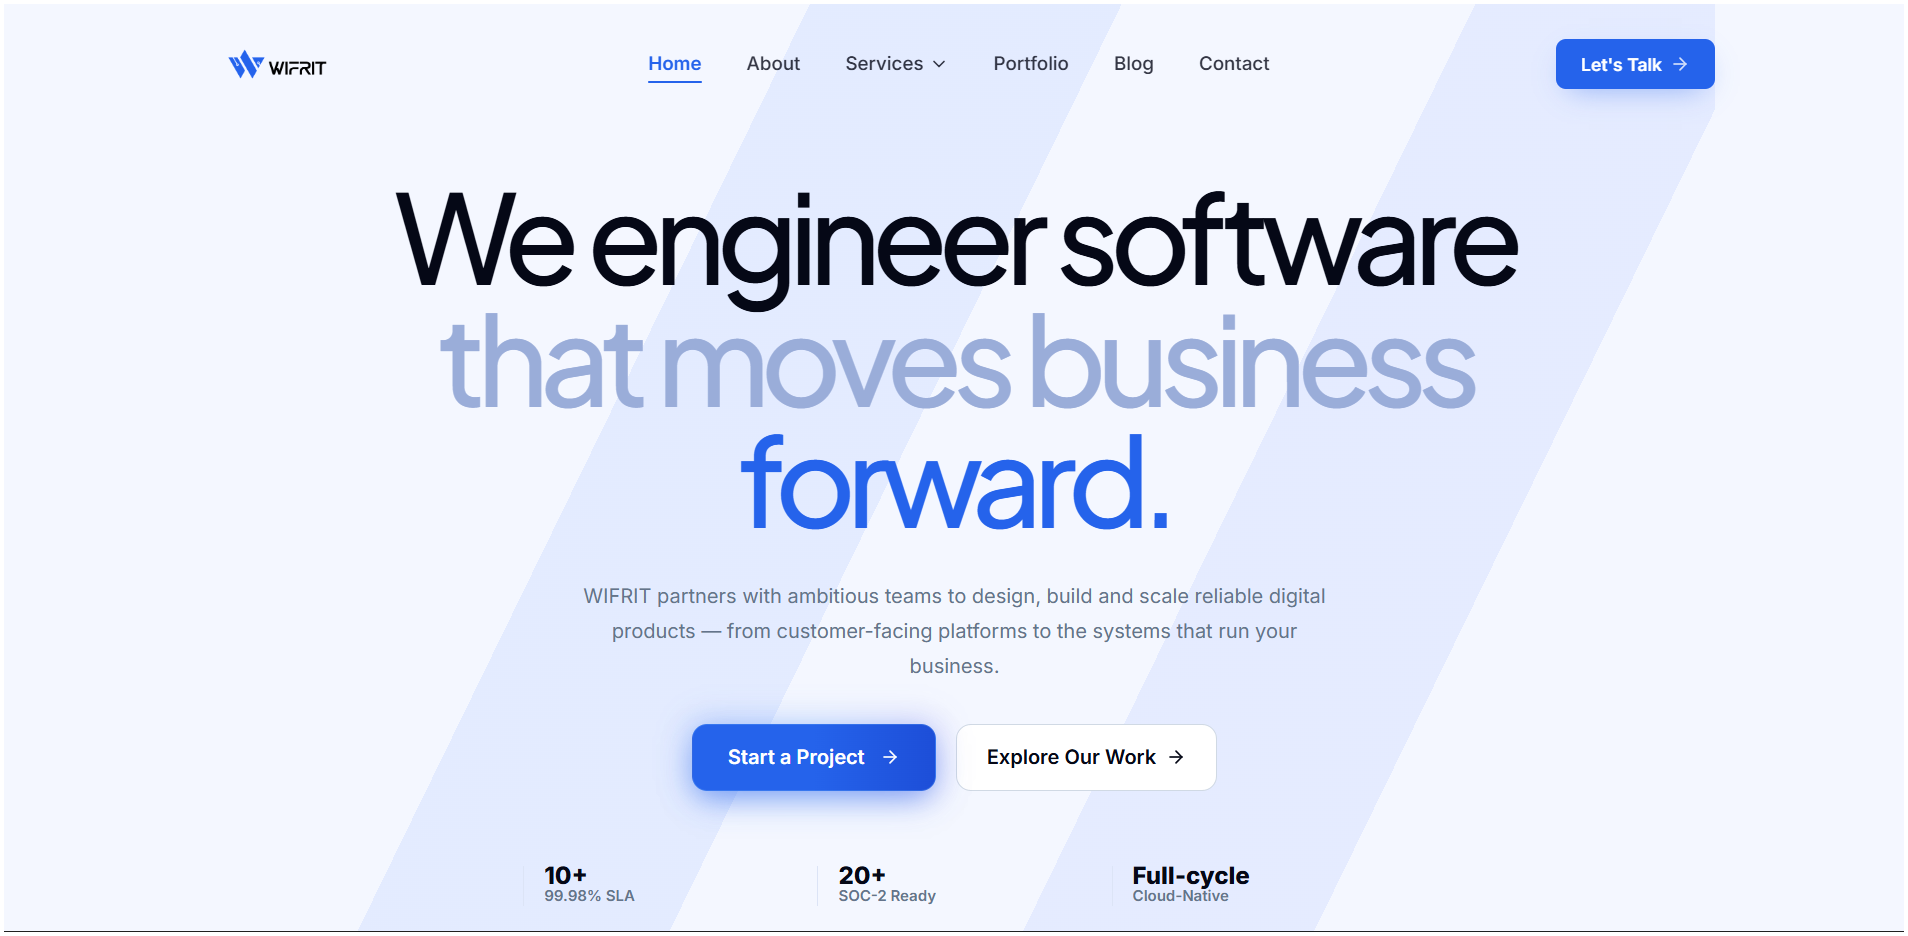 WIFRIT
Home About Services Portfolio Blog Contact
Let's Talk
We engineer software
that moves business
forward.
WIFRIT partners with ambitious teams to design, build and scale reliable digital
products — from customer-facing platforms to the systems that run your
business.
Start a Project
Explore Our Work
10+
99.98% SLA
20+
SOC-2 Ready
Full-cycle
Cloud-Native